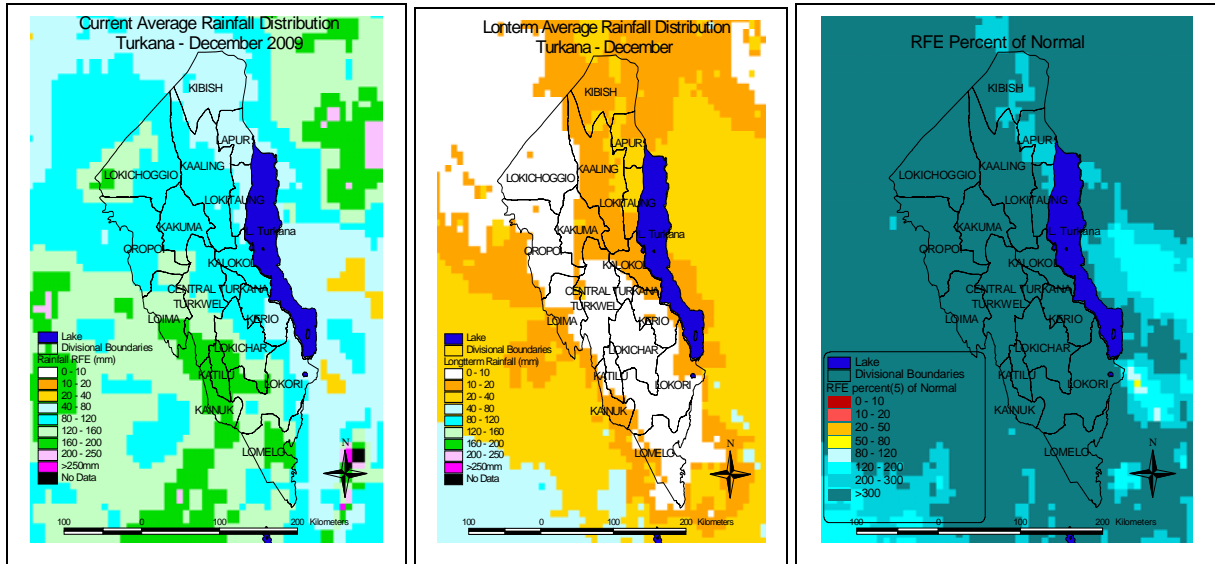 Current Average Rainfall Distribution
Turkana - December 2009
KIBISH
LAPUR
KAALING
LOKICHOGGIO
LOKITAUNG
KAKUMA
L. Turkana
OROPOI
KALOKOL
CENTRAL TURKANA
TURKWEL
LOIMA
KERIO
LOKICHAR
KATILU
LOKORI
KAINUK
LOMELO
Lake
Divisional Boundaries
Rainfall RFE (mm)
0 - 10
10 - 20
20 - 40
40 - 80
80 - 120
120 - 160
160 - 200
200 - 250
>250mm
No Data
N
100 0 100 200 Kilometers
Lonterm Average Rainfall Distribution
Turkana - December
KIBISH
LAPUR
KAALING
LOKICHOGGIO
LOKITAUNG
KAKUMA
L. Turkana
OROPOI
KALOKOL
CENTRAL TURKANA
TURKWEL
LOIMA
KERIO
LOKICHAR
KATILU
LOKORI
KAINUK
LOMELO
Lake
Divisional Boundaries
Longtterm Rainfall (mm)
0 - 10
10 - 20
20 - 40
40 - 80
80 - 120
120 - 160
160 - 200
200 - 250
>250mm
No Data
N
100 0 100 200 Kilometers
RFE Percent of Normal
KIBISH
LAPUR
KAALING
LOKICHOGGIO
LOKITAUNG
KAKUMA
L. Turkana
OROPOI
KALOKOL
CENTRAL TURKANA
TURKWEL
LOIMA
KERIO
LOKICHAR
KATILU
LOKORI
KAINUK
LOMELO
Lake
Divisional Boundaries
RFE percent(5) of Normal
0 - 10
10 - 20
20 - 50
50 - 80
80 - 120
120 - 200
200 - 300
>300
N
100 0 100 200 Kilometers